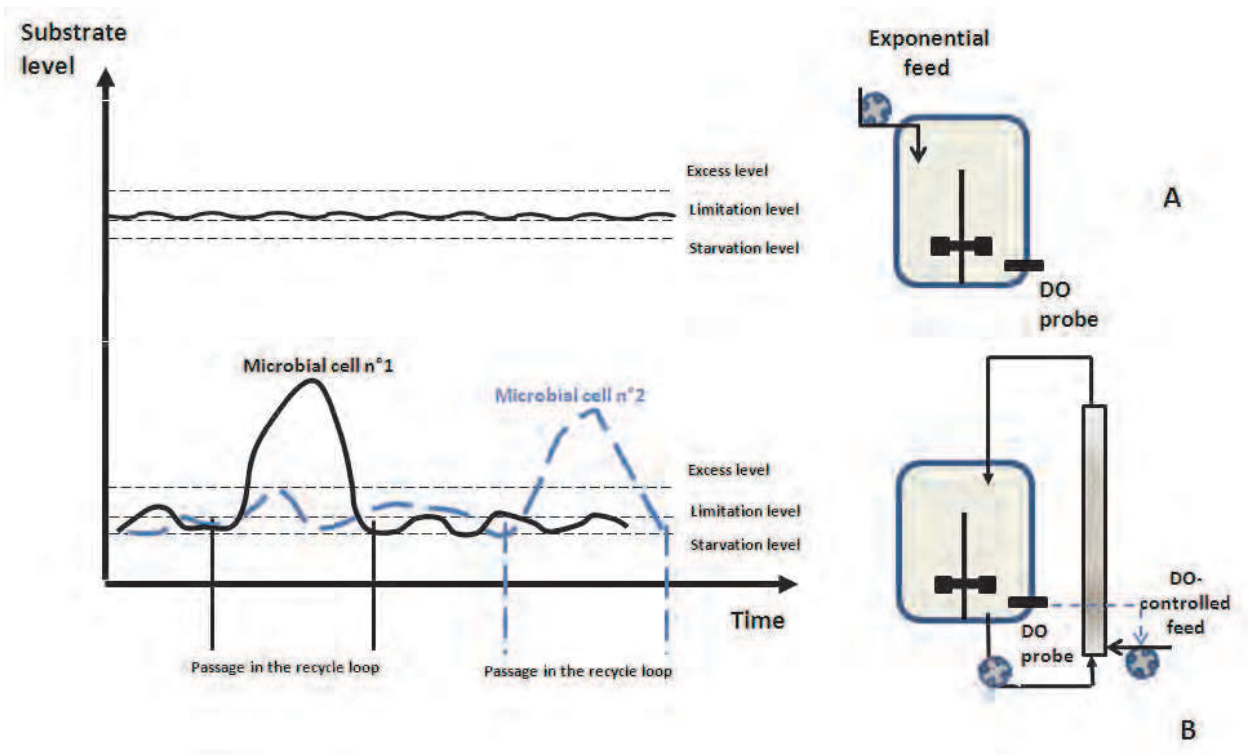 Substrate
level
Exponential
feed
Excess level
Limitation level
Starvation level
A
DO
probe
Microbial cell n°1
Microbial cell n°2
Excess level
Limitation level
Starvation level
Time
Passage in the recycle loop
Passage in the recycle loop
DO-
controlled
feed
DO
probe
B